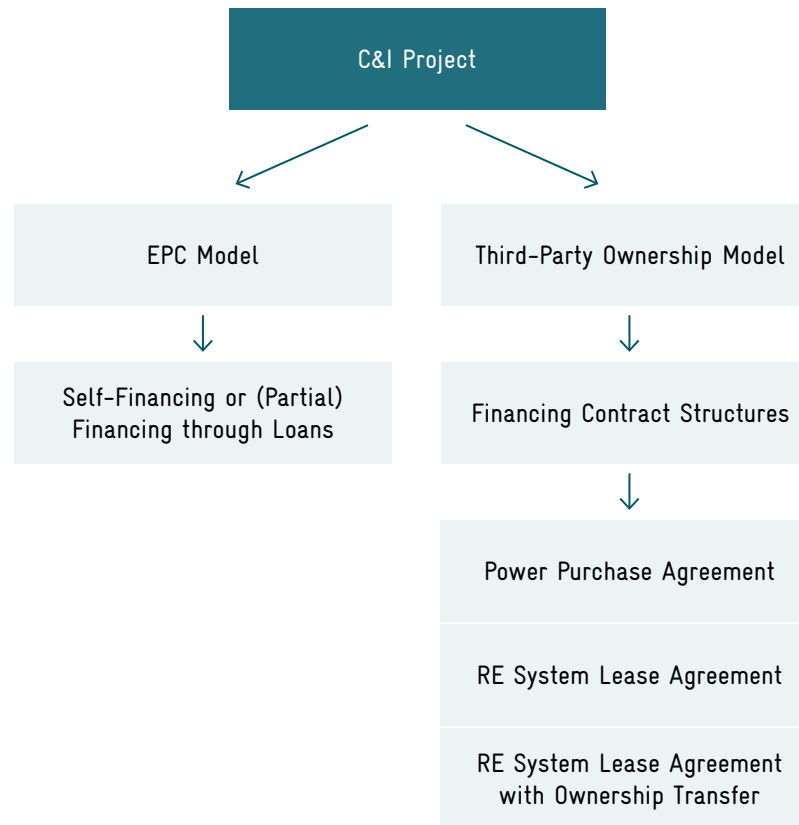 C&I Project
EPC Model
Third-Party Ownership Model
Self-Financing or (Partial)
Financing through Loans
Financing Contract Structures
Power Purchase Agreement
RE System Lease Agreement
RE System Lease Agreement
with Ownership Transfer